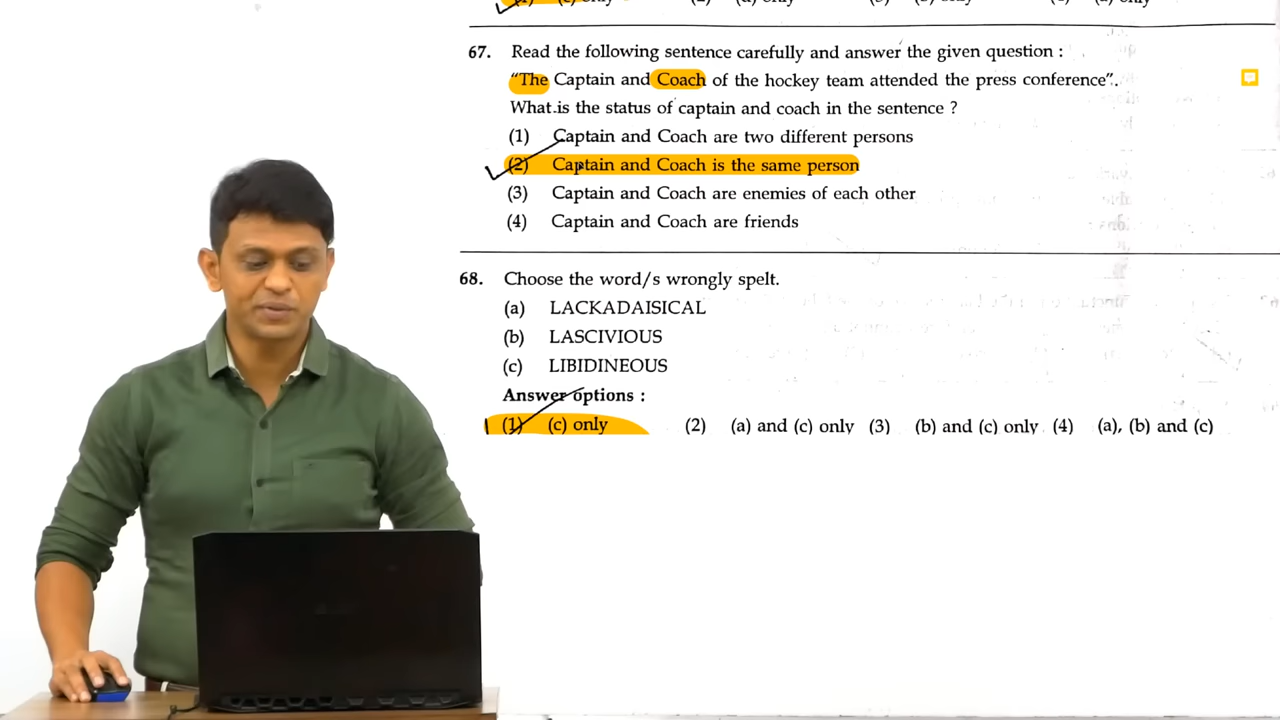 67. Read the following sentence carefully and answer the given question :
“The Captain and Coach of the hockey team attended the press conference”.
What is the status of captain and coach in the sentence ?
(1) Captain and Coach are two different persons
(2) Captain and Coach is the same person
(3) Captain and Coach are enemies of each other
(4) Captain and Coach are friends
68. Choose the word/s wrongly spelt.
(a) LACKADAISICAL
(b) LASCIVIOUS
(c) LIBIDINEOUS
Answer options :
(1) (c) only (2) (a) and (c) only (3) (b) and (c) only (4) (a), (b) and (c)